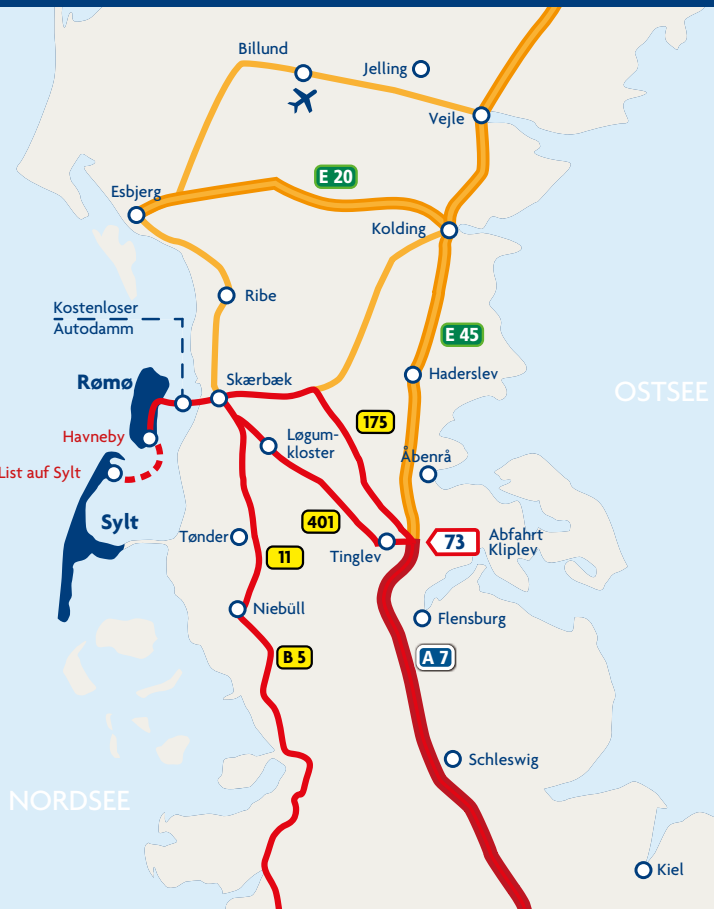 Billund
Jelling
Vejle
E 20
Esbjerg
Kolding
Ribe
Kostenloser
Autodamm
E 45
Rømø
Skærbæk
Haderslev
OSTSEE
175
Havneby
Løgum-
kloster
Åbenrå
List auf Sylt
Sylt
401
Tønder
11
Tinglev
73
Abfahrt
Kliplev
Niebüll
Flensburg
B 5
A 7
Schleswig
NORDSEE
Kiel